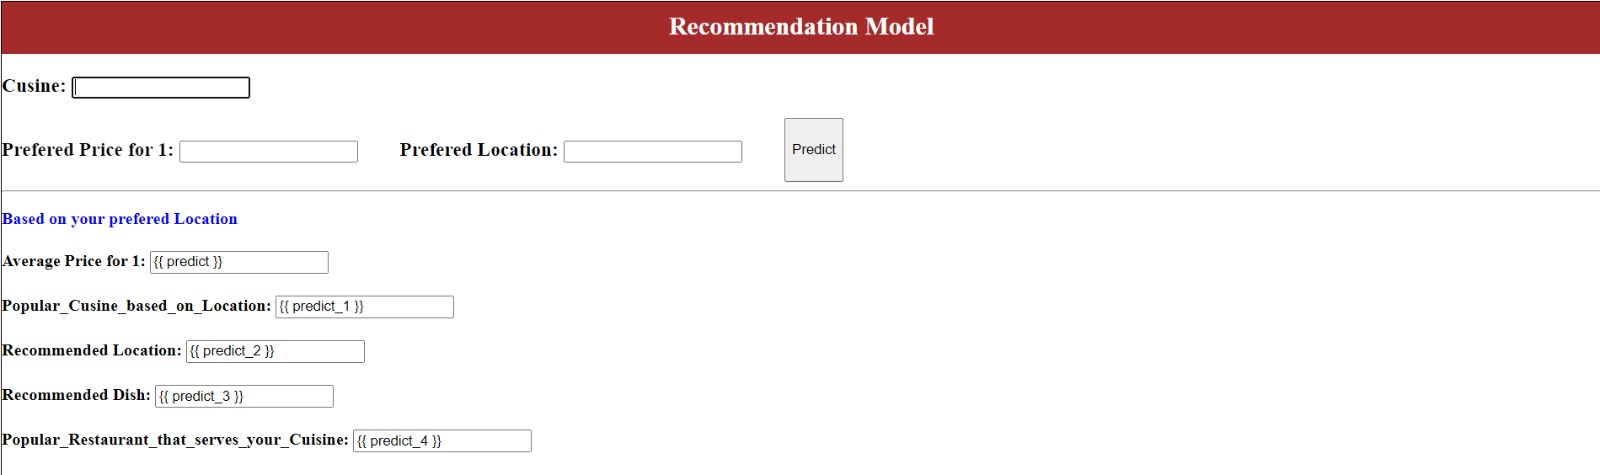 Recommendation Model
Cusine:
Prefered Price for 1: Prefered Location: Predict
Based on your prefered Location
Average Price for 1: {{ predict }}
Popular_Cusine_based_on_Location: {{ predict_1 }}
Recommended Location: {{ predict_2 }}
Recommended Dish: {{ predict_3 }}
Popular_Restaurant_that_serves_your_Cuisine: {{ predict_4 }}